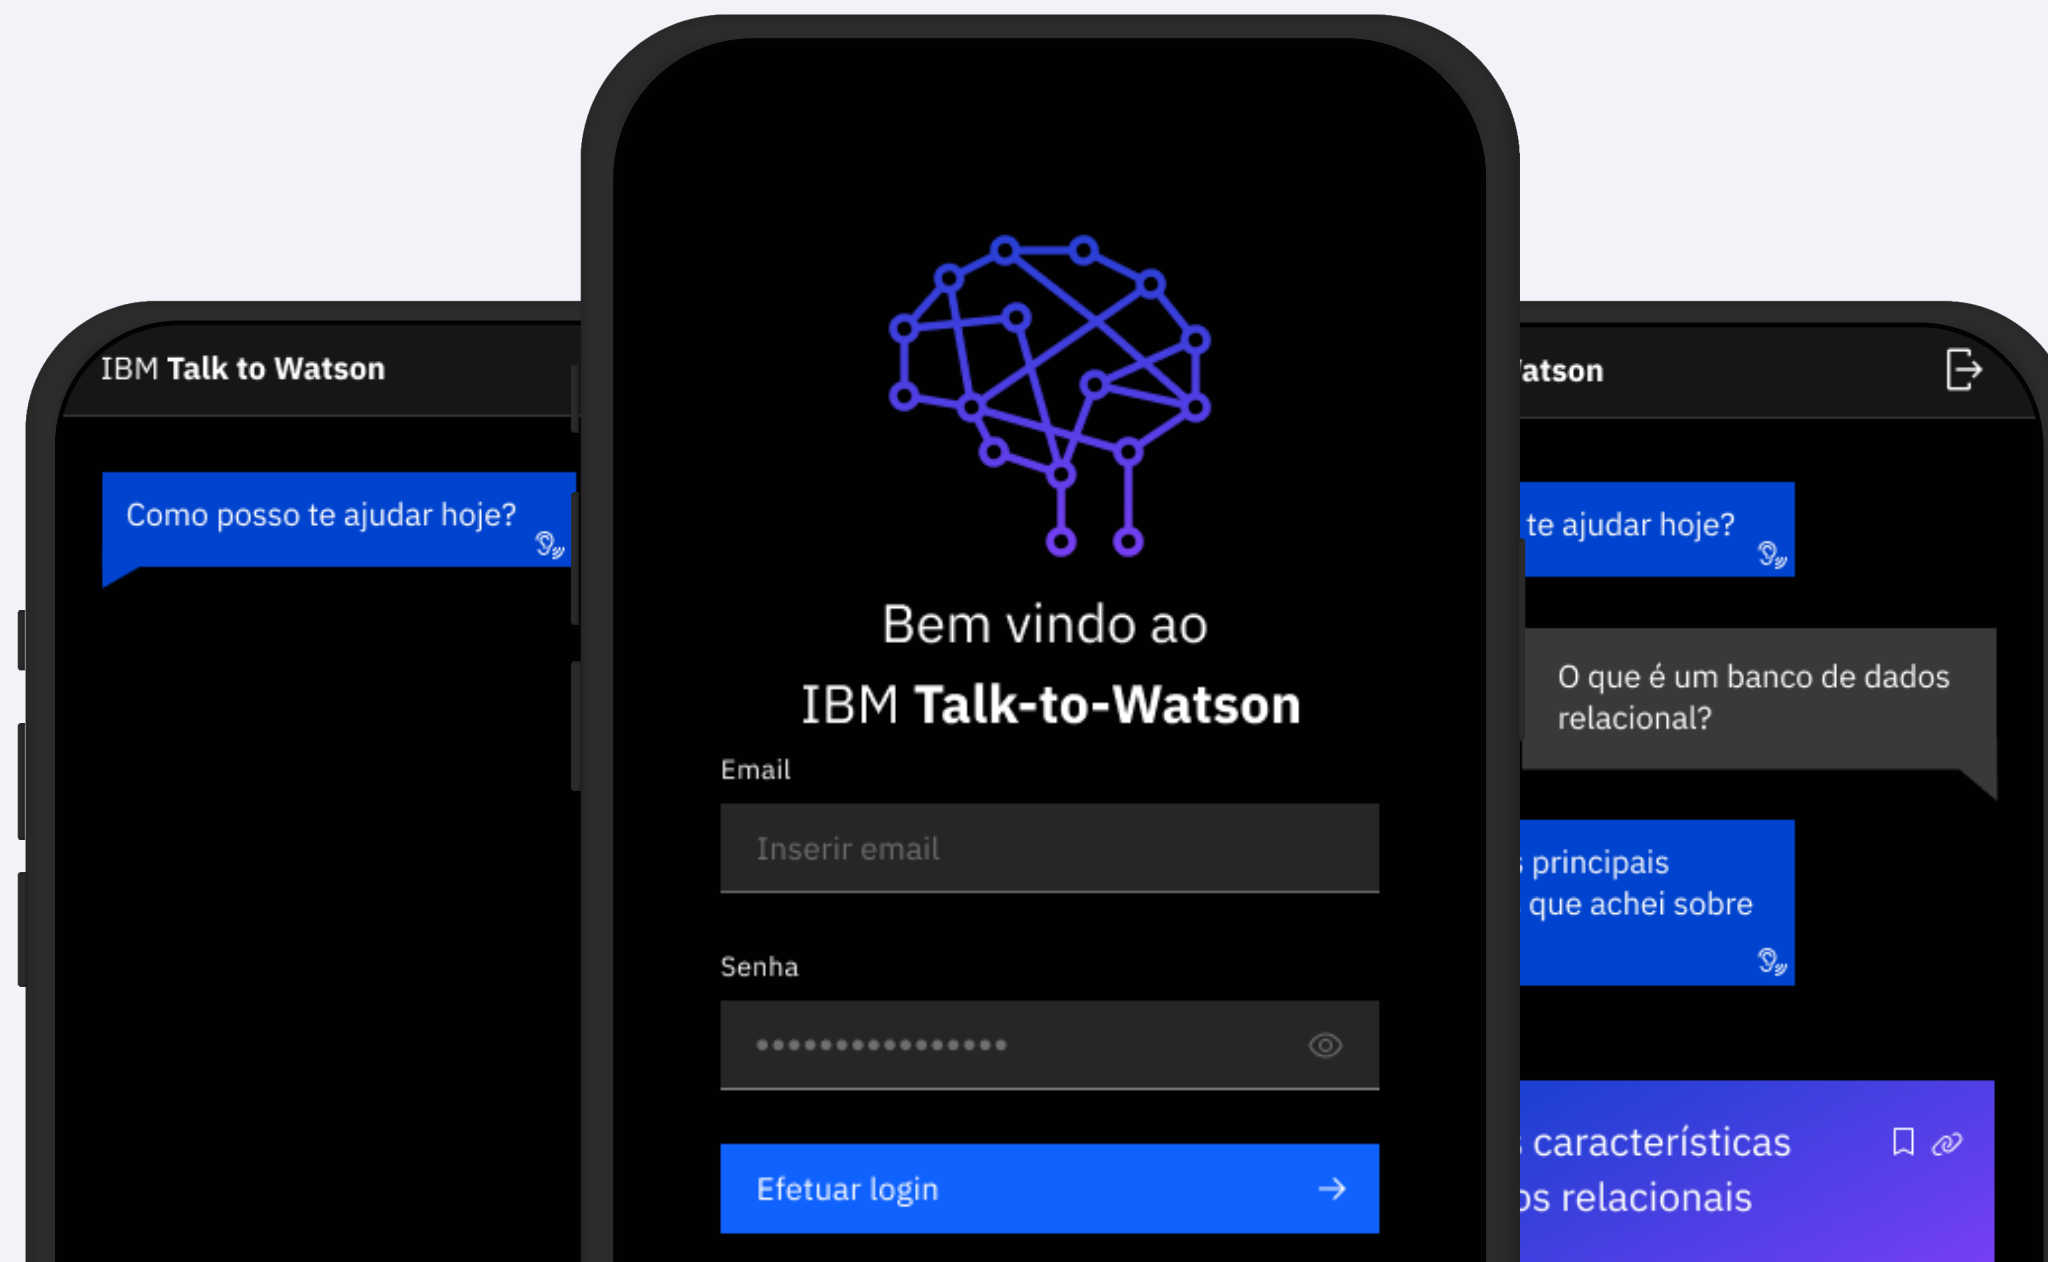 IBM Talk to Watson
Como posso te ajudar hoje?
Bem vindo ao
IBM Talk-to-Watson
Email
Inserir email
Senha
Efetuar login
te ajudar hoje?
O que é um banco de dados
relacional?
principais
que achei sobre
características
relacionais